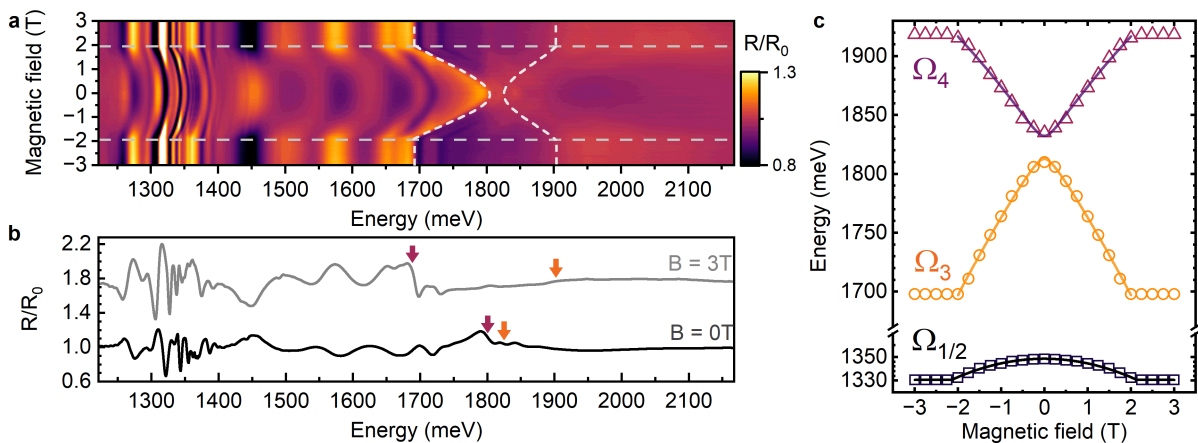 a
Magnetic field (T)
3
2
1
0
−1
−2
−3
1300 1400 1500 1600 1700 1800 1900 2000 2100
Energy (meV)
R/R0
1.3
0.8
b
R/R0
2.2
1.8
1.4
1.0
0.6
B = 3T
B = 0T
1300 1400 1500 1600 1700 1800 1900 2000 2100
Energy (meV)
c
Energy (meV)
1900
1850
1800
1750
1700
1350
1330
Ω4
Ω3
Ω1/2
−3 −2 −1 0 1 2 3
Magnetic field (T)